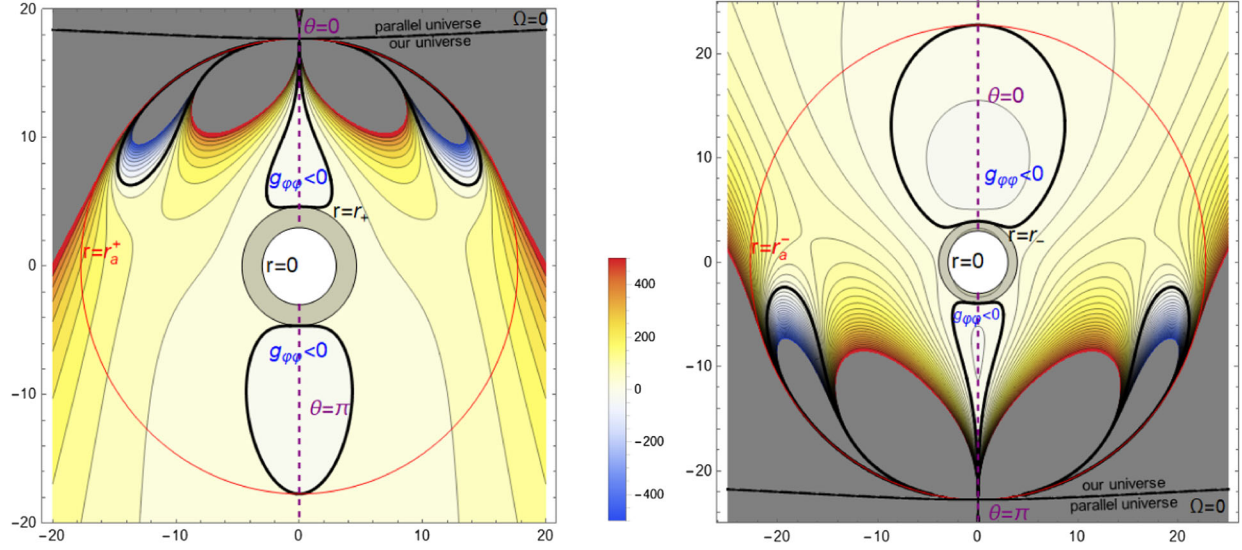 θ=0
Ω=0
parallel universe
our universe
g_φφ<0
r=r_+
r=r_a^+
r=0
g_φφ<0
θ=π
20
10
0
−10
−20
−20
−10
0
10
20
400
200
0
−200
−400
θ=0
g_φφ<0
r=r_−
r=r_a^−
r=0
g_φφ<0
our universe
parallel universe
Ω=0
θ=π
20
10
0
−10
−20
−20
−10
0
10
20